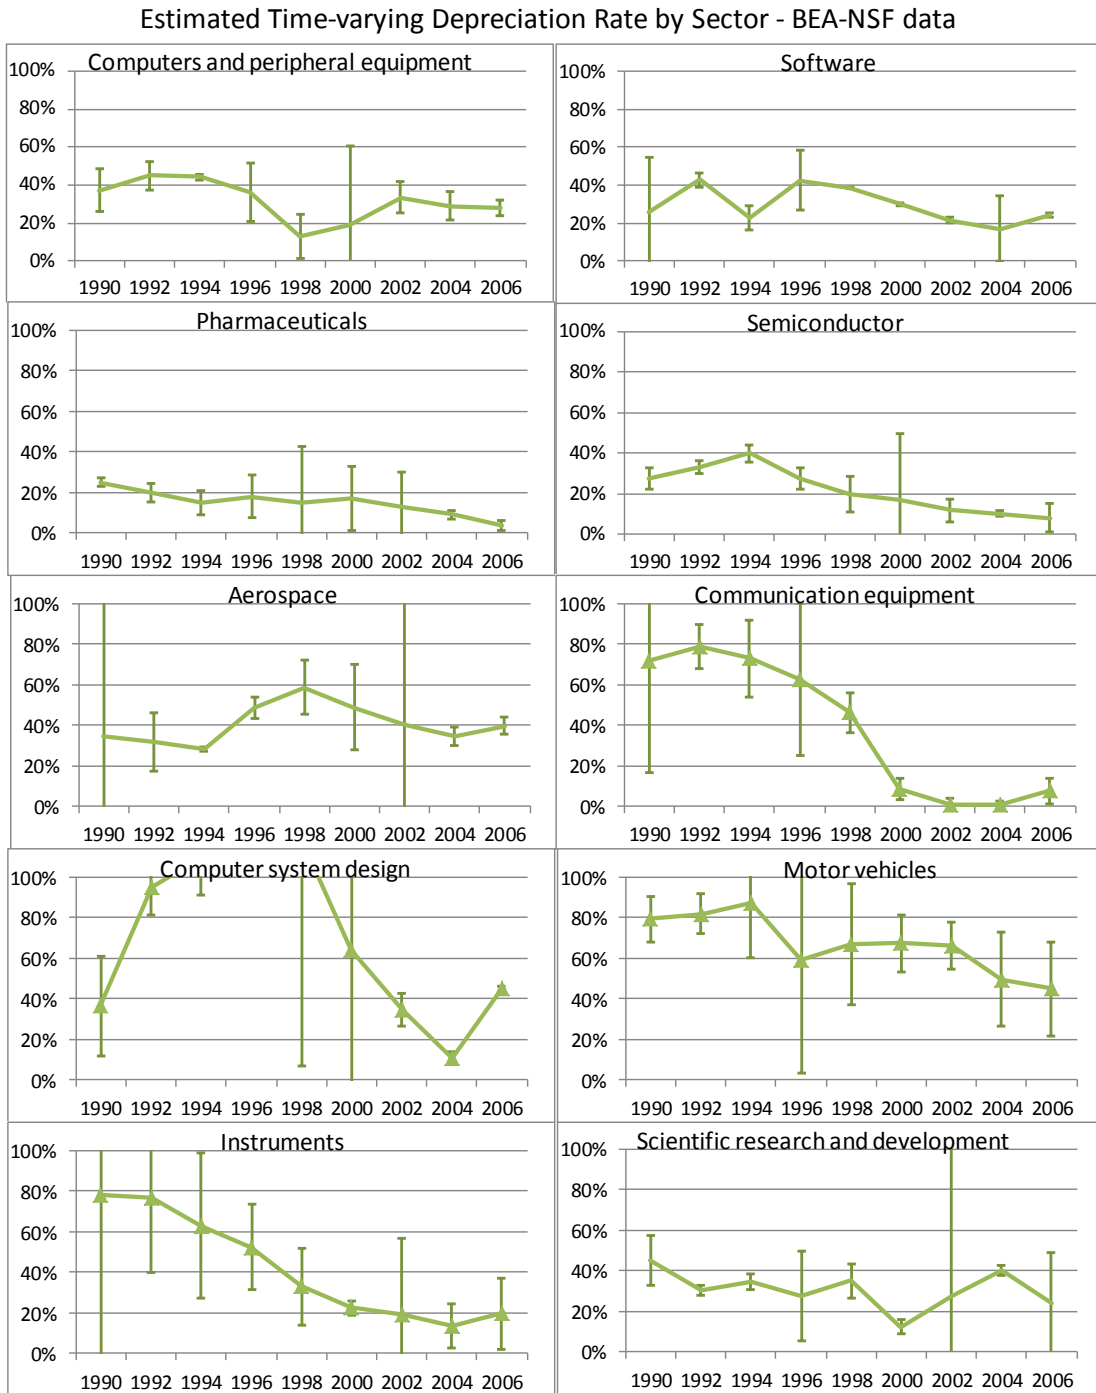 Estimated Time-varying Depreciation Rate by Sector - BEA-NSF data
Computers and peripheral equipment
100%
80%
60%
40%
20%
0%
1990 1992 1994 1996 1998 2000 2002 2004 2006
Software
100%
80%
60%
40%
20%
0%
1990 1992 1994 1996 1998 2000 2002 2004 2006
Pharmaceuticals
100%
80%
60%
40%
20%
0%
1990 1992 1994 1996 1998 2000 2002 2004 2006
Semiconductor
100%
80%
60%
40%
20%
0%
1990 1992 1994 1996 1998 2000 2002 2004 2006
Aerospace
100%
80%
60%
40%
20%
0%
1990 1992 1994 1996 1998 2000 2002 2004 2006
Communication equipment
100%
80%
60%
40%
20%
0%
1990 1992 1994 1996 1998 2000 2002 2004 2006
Computer system design
100%
80%
60%
40%
20%
0%
1990 1992 1994 1996 1998 2000 2002 2004 2006
Motor vehicles
100%
80%
60%
40%
20%
0%
1990 1992 1994 1996 1998 2000 2002 2004 2006
Instruments
100%
80%
60%
40%
20%
0%
1990 1992 1994 1996 1998 2000 2002 2004 2006
Scientific research and development
100%
80%
60%
40%
20%
0%
1990 1992 1994 1996 1998 2000 2002 2004 2006